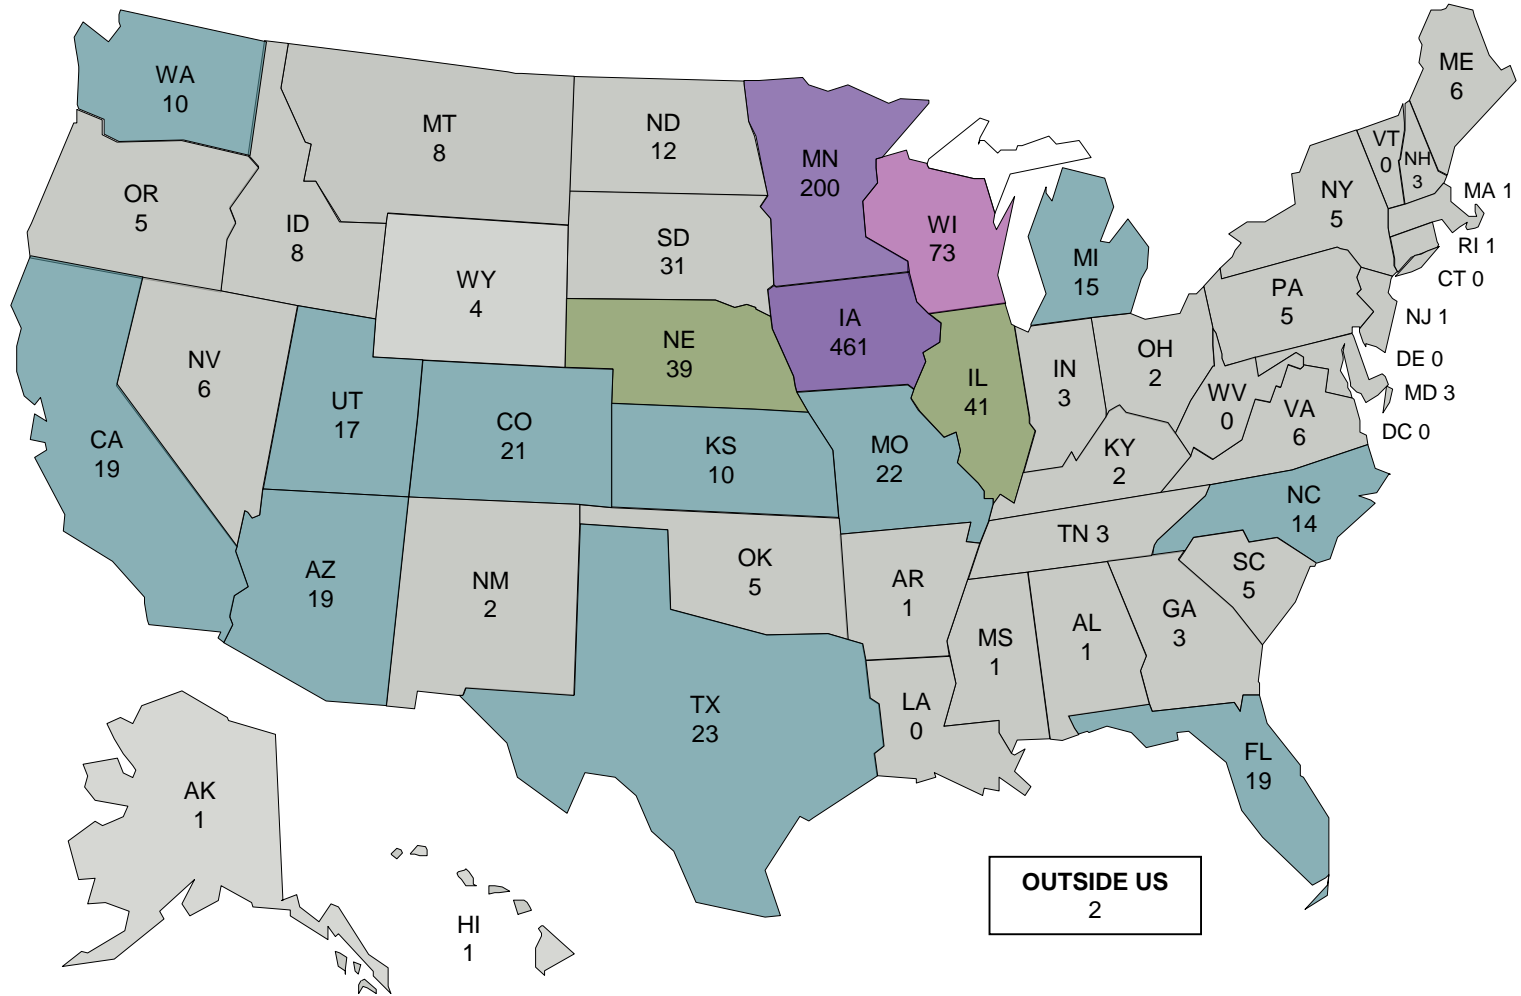 WA
10
OR
5
CA
19
ID
8
NV
6
MT
8
WY
4
UT
17
AZ
19
CO
21
NM
2
ND
12
SD
31
NE
39
KS
10
OK
5
TX
23
MN
200
IA
461
MO
22
AR
1
LA
0
WI
73
IL
41
MI
15
IN
3
OH
2
KY
2
TN 3
MS
1
AL
1
GA
3
FL
19
SC
5
NC
14
VA
6
WV
0
PA
5
NY
5
VT
0
NH
3
ME
6
MA 1
RI 1
CT 0
NJ 1
DE 0
MD 3
DC 0
AK
1
HI
1
OUTSIDE US
2